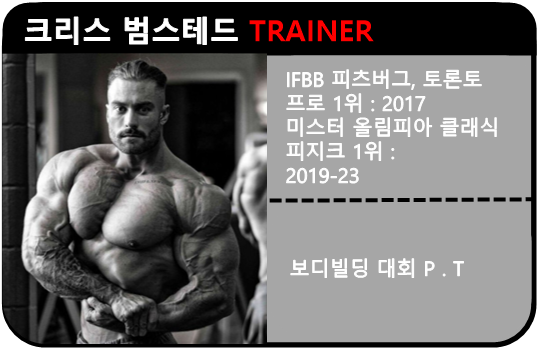 크리스 범스테드 TRAINER
IFBB 피츠버그, 토론토
프로 1위 : 2017
미스터 올림피아 클래식
피지크 1위 :
2019-23
보디빌딩 대회 P . T